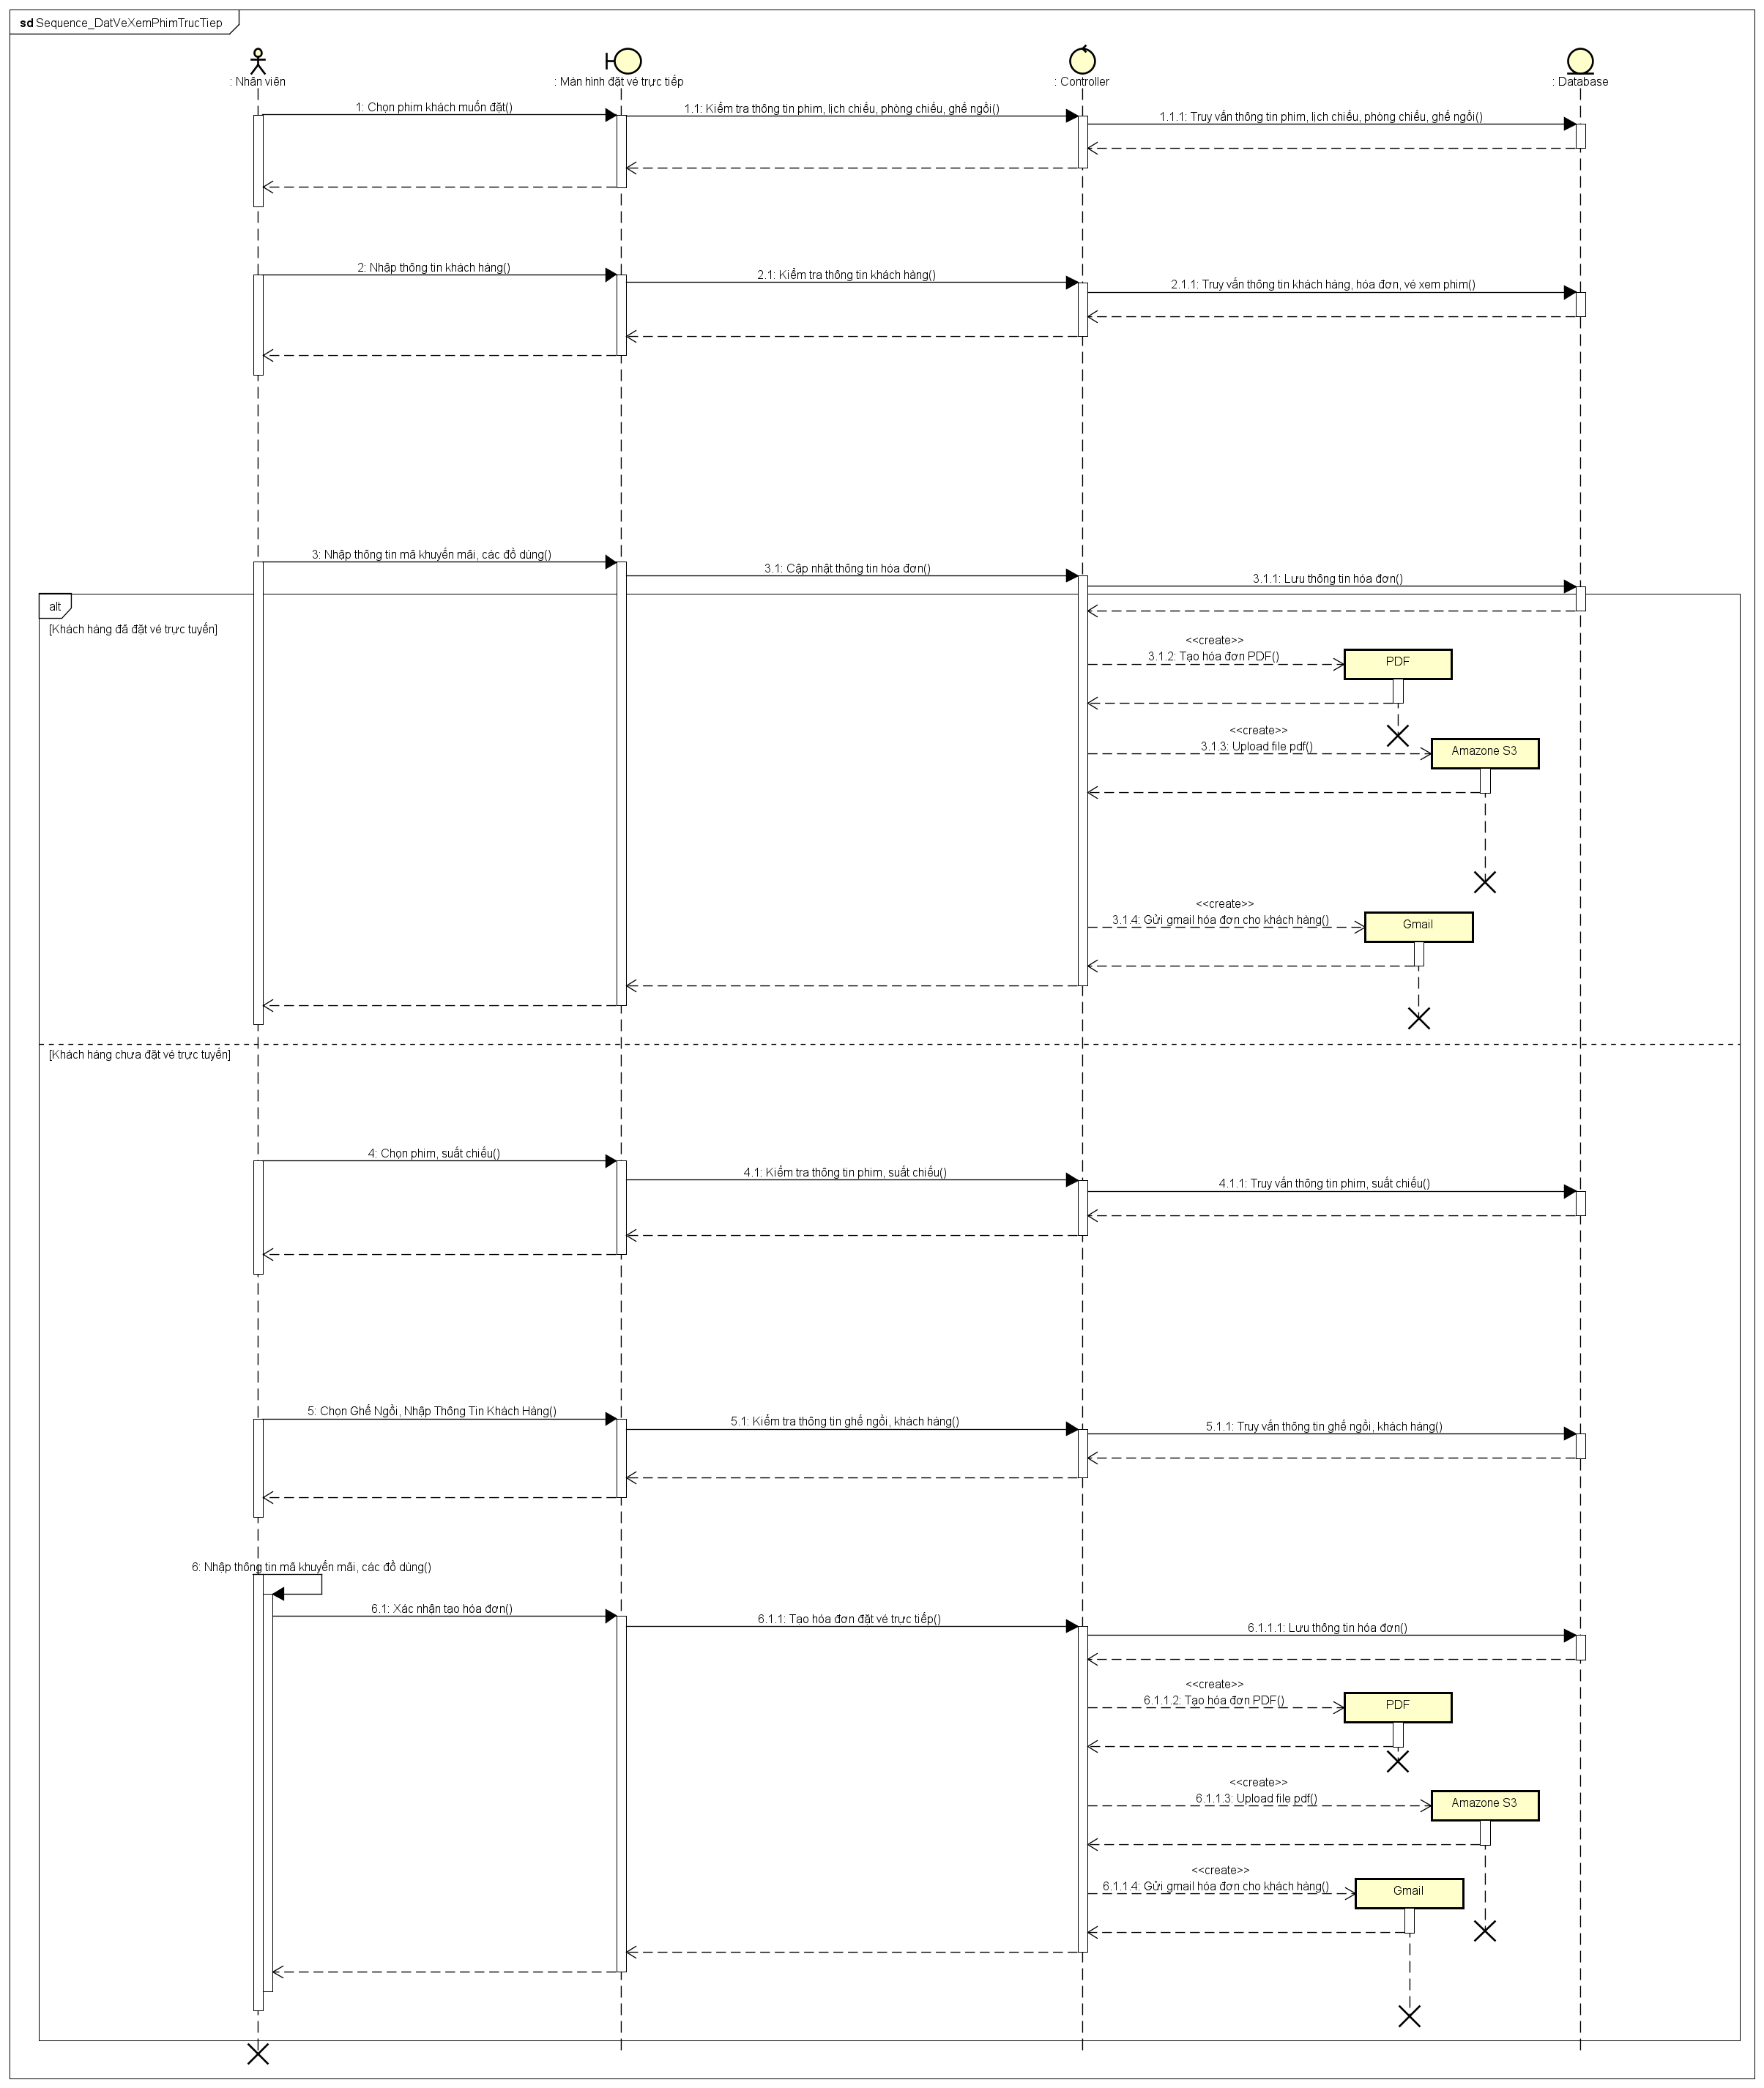 sd Sequence_DatVeXemPhimTrucTiep
: Nhân viên
: Màn hình đặt vé trực tiếp
: Controller
: Database
1: Chọn phim khách muốn đặt()
1.1: Kiểm tra thông tin phim, lịch chiếu, phòng chiếu, ghế ngồi()
1.1.1: Truy vấn thông tin phim, lịch chiếu, phòng chiếu, ghế ngồi()
2: Nhập thông tin khách hàng()
2.1: Kiểm tra thông tin khách hàng()
2.1.1: Truy vấn thông tin khách hàng, hóa đơn, vé xem phim()
3: Nhập thông tin mã khuyến mãi, các đồ dùng()
3.1: Cập nhật thông tin hóa đơn()
3.1.1: Lưu thông tin hóa đơn()
alt
[Khách hàng đã đặt vé trực tuyến]
<<create>>
3.1.2: Tạo hóa đơn PDF()
PDF
<<create>>
3.1.3: Upload file pdf()
Amazone S3
<<create>>
3.1.4: Gửi gmail hóa đơn cho khách hàng()
Gmail
[Khách hàng chưa đặt vé trực tuyến]
4: Chọn phim, suất chiếu()
4.1: Kiểm tra thông tin phim, suất chiếu()
4.1.1: Truy vấn thông tin phim, suất chiếu()
5: Chọn Ghế Ngồi, Nhập Thông Tin Khách Hàng()
5.1: Kiểm tra thông tin ghế ngồi, khách hàng()
5.1.1: Truy vấn thông tin ghế ngồi, khách hàng()
6: Nhập thông tin mã khuyến mãi, các đồ dùng()
6.1: Xác nhận tạo hóa đơn()
6.1.1: Tạo hóa đơn đặt vé trực tiếp()
6.1.1.1: Lưu thông tin hóa đơn()
<<create>>
6.1.1.2: Tạo hóa đơn PDF()
PDF
<<create>>
6.1.1.3: Upload file pdf()
Amazone S3
<<create>>
6.1.1.4: Gửi gmail hóa đơn cho khách hàng()
Gmail